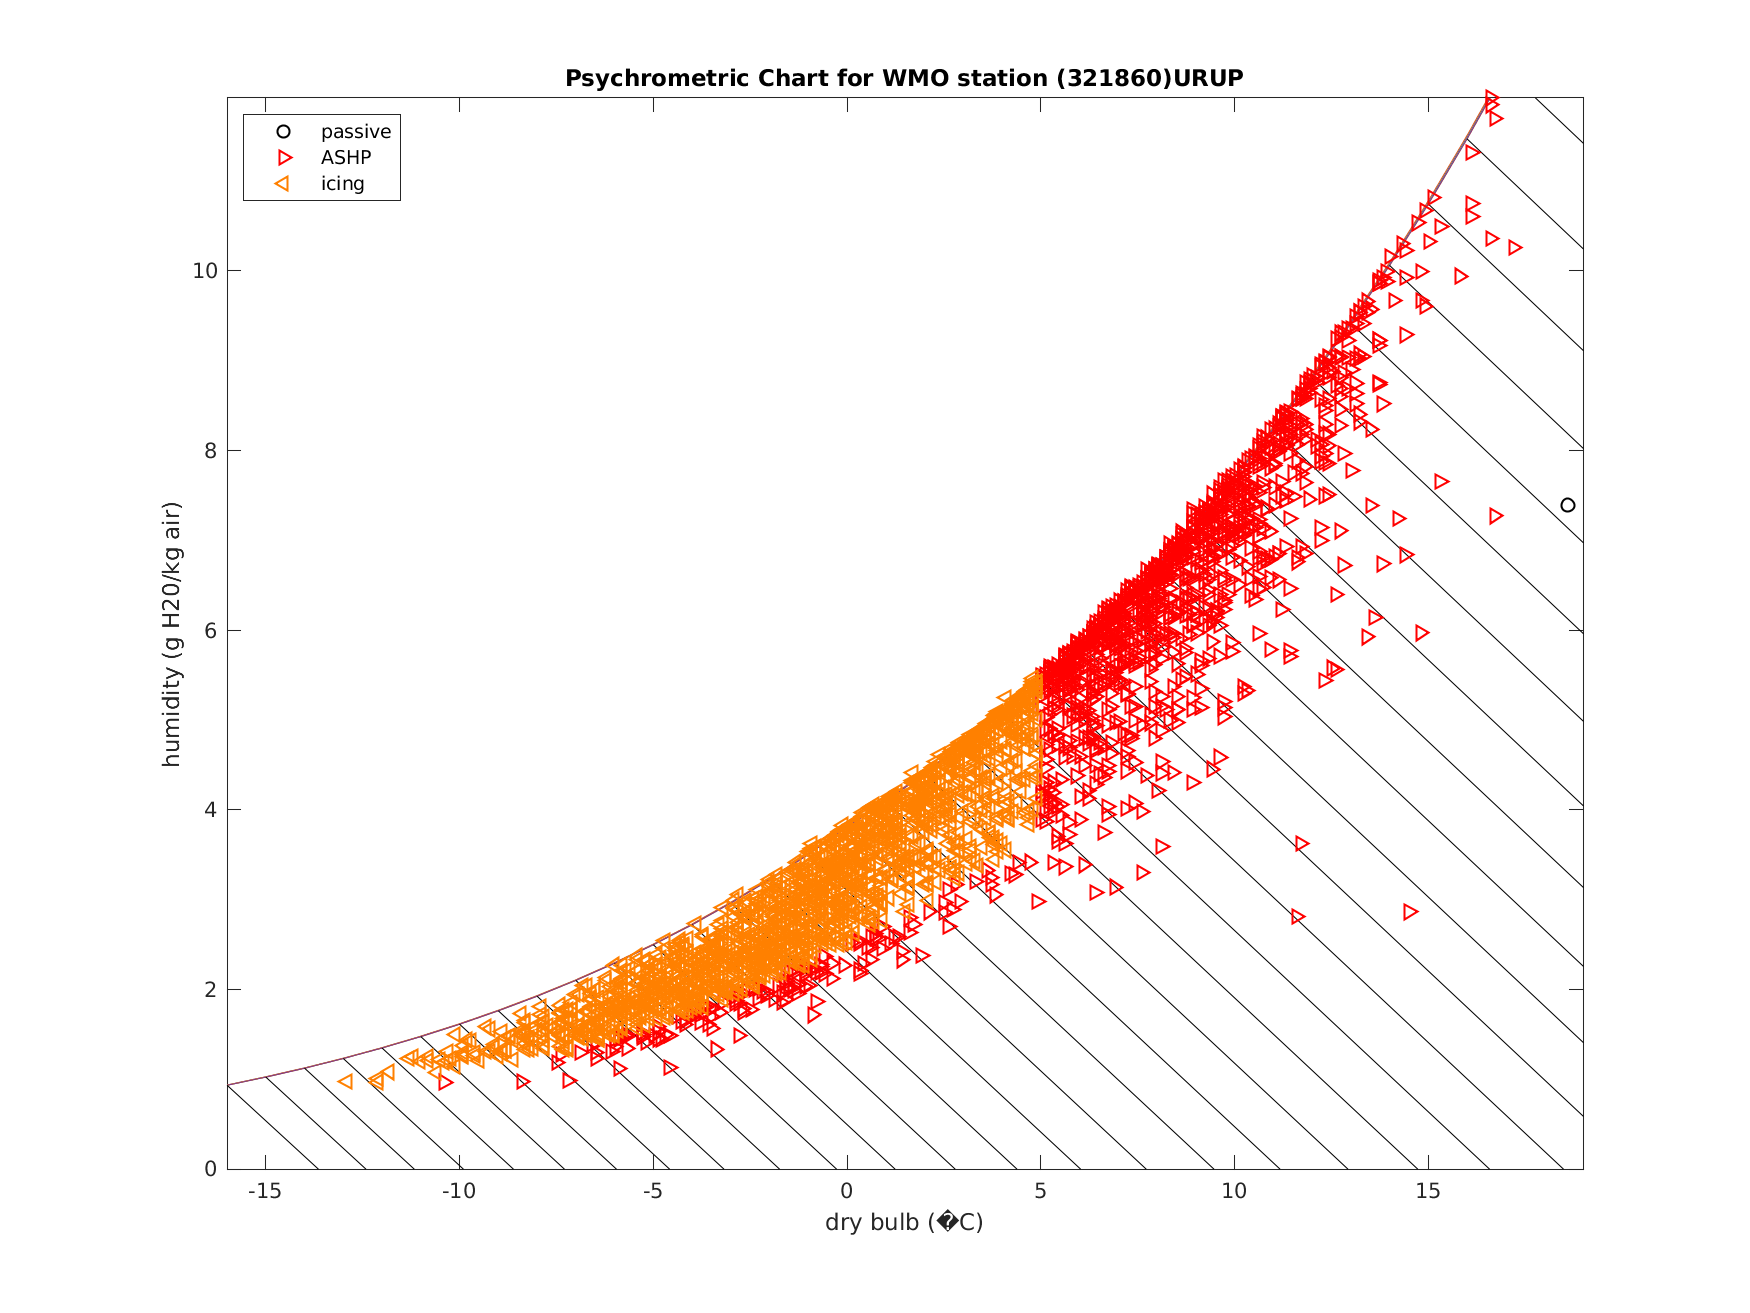 Psychrometric Chart for WMO station (321860)URUP
passive
ASHP
icing
10
8
6
4
2
0
humidity (g H20/kg air)
-15 -10 -5 0 5 10 15
dry bulb (�C)